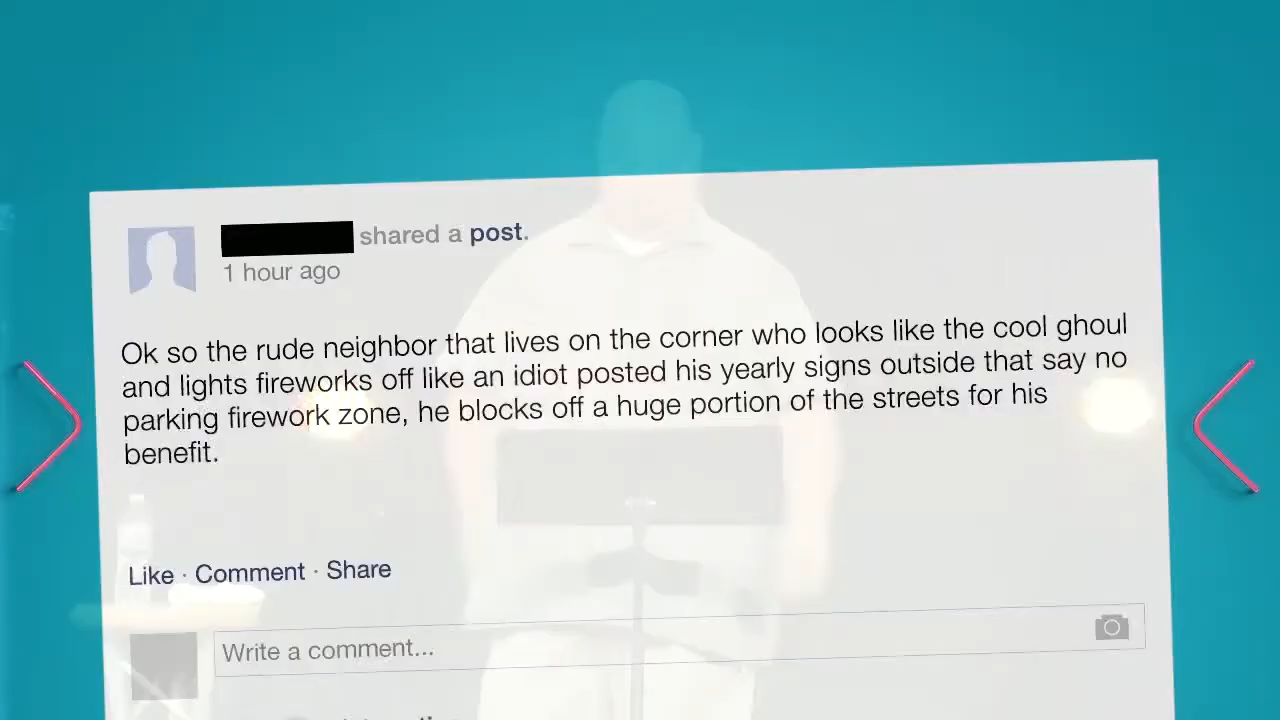 shared a post.
1 hour ago
Ok so the rude neighbor that lives on the corner who looks like the cool ghoul
and lights fireworks off like an idiot posted his yearly signs outside that say no
parking firework zone, he blocks off a huge portion of the streets for his
benefit.
Like · Comment · Share
Write a comment...